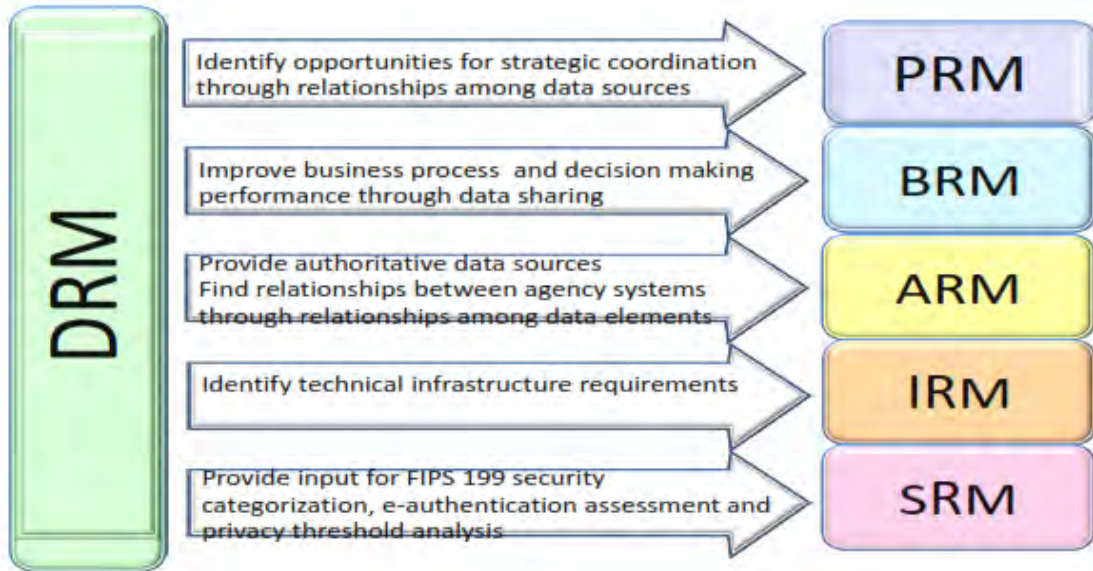 DRM
Identify opportunities for strategic coordination
through relationships among data sources
PRM
Improve business process and decision making
performance through data sharing
BRM
Provide authoritative data sources
Find relationships between agency systems
through relationships among data elements
ARM
Identify technical infrastructure requirements
IRM
Provide input for FIPS 199 security
categorization, e-authentication assessment and
privacy threshold analysis
SRM